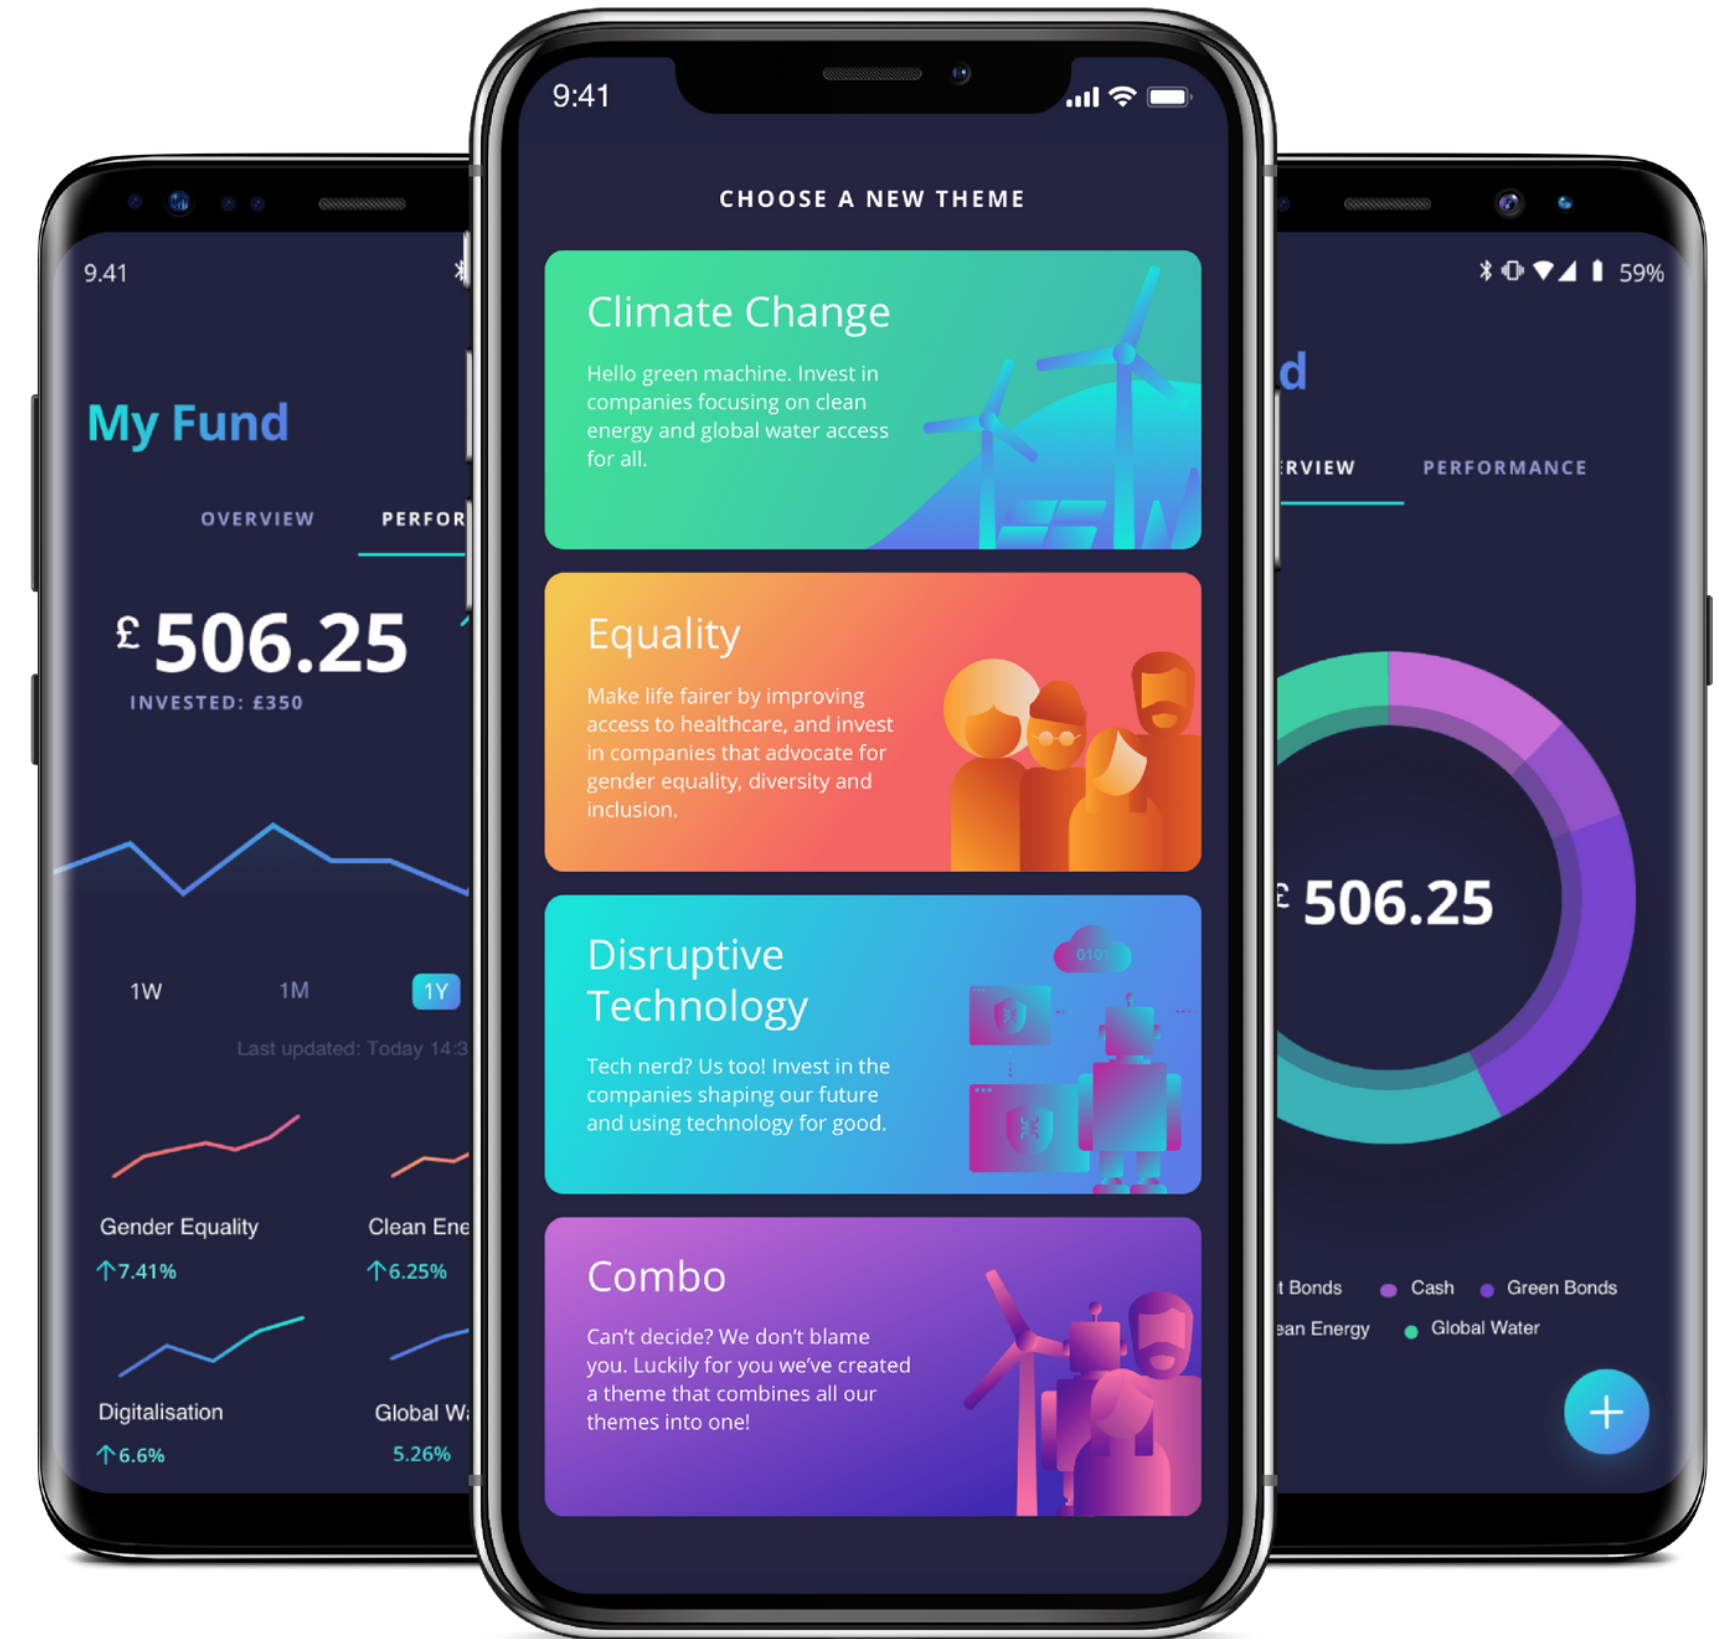 9:41
CHOOSE A NEW THEME
Climate Change
Hello green machine. Invest in
companies focusing on clean
energy and global water access
for all.
Equality
Make life fairer by improving
access to healthcare, and invest
in companies that advocate for
gender equality, diversity and
inclusion.
Disruptive
Technology
Tech nerd? Us too! Invest in the
companies shaping our future
and using technology for good.
0101
Combo
Can't decide? We don't blame
you. Luckily for you we've created
a theme that combines all our
themes into one!
9.41
My Fund
OVERVIEW PERFOR
£ 506.25
INVESTED: £350
1W 1M 1Y
Last updated: Today 14:3
Gender Equality Clean Ene
↑7.41% ↑6.25%
Digitalisation Global Wa
↑6.6% 5.26%
59%
d
ERVIEW PERFORMANCE
£ 506.25
t Bonds Cash Green Bonds
ean Energy Global Water